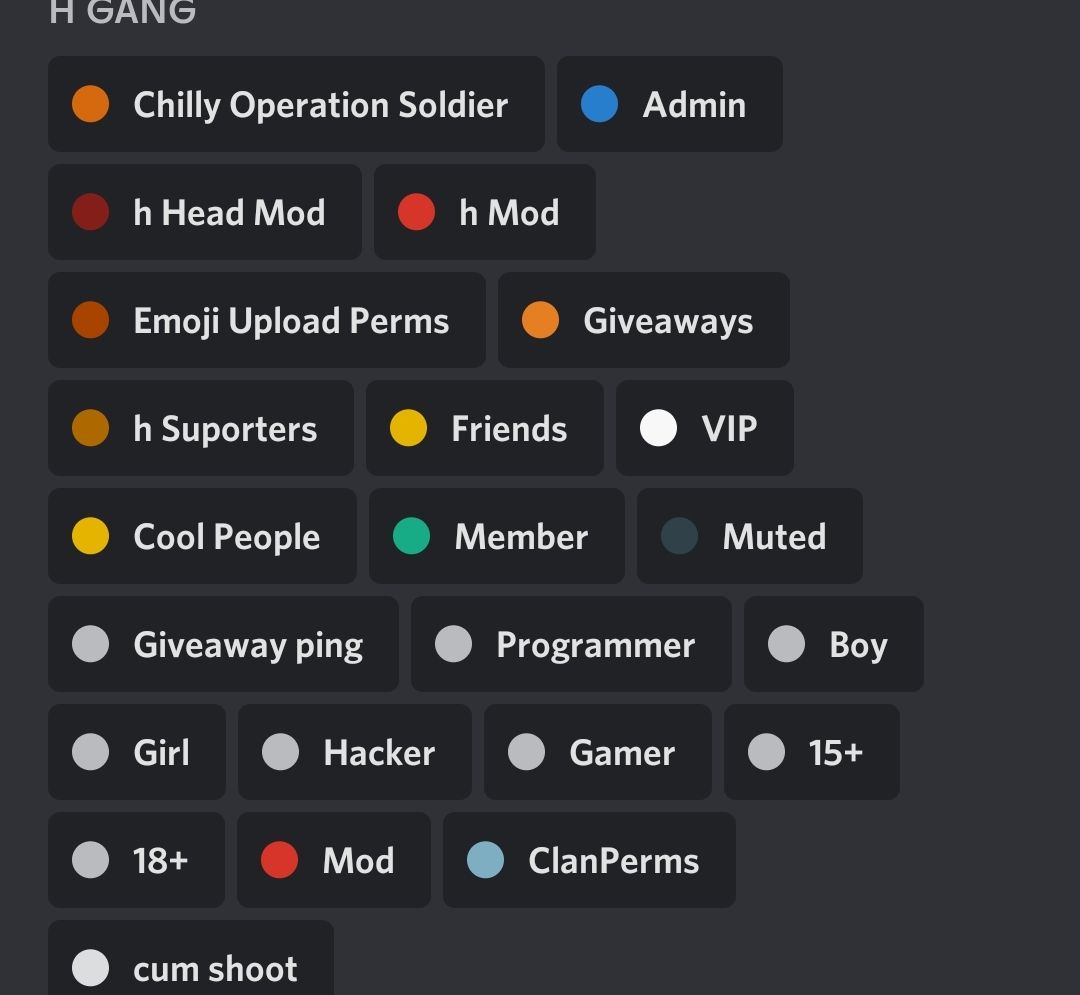 H GANG
Chilly Operation Soldier Admin
h Head Mod h Mod
Emoji Upload Perms Giveaways
h Suporters Friends VIP
Cool People Member Muted
Giveaway ping Programmer Boy
Girl Hacker Gamer 15+
18+ Mod ClanPerms
cum shoot